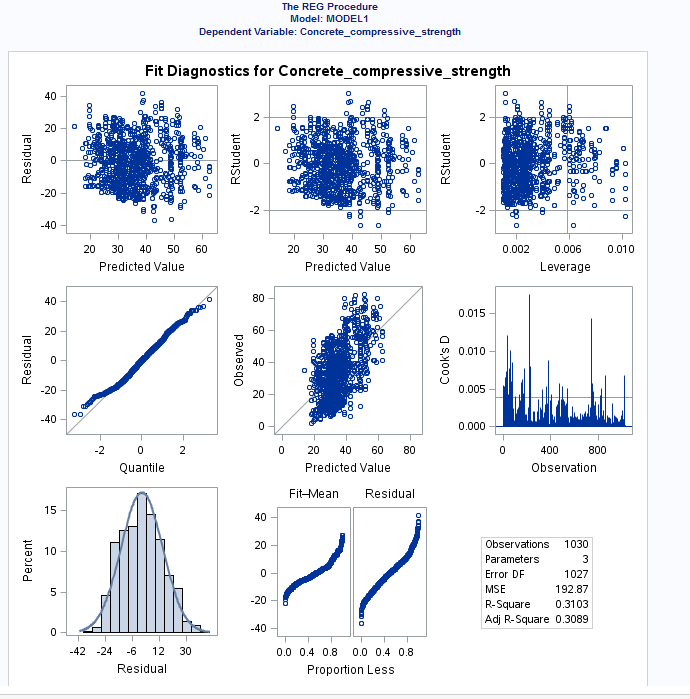 The REG Procedure
Model: MODEL1
Dependent Variable: Concrete_compressive_strength
Fit Diagnostics for Concrete_compressive_strength
Residual
40
20
0
-20
-40
20 30 40 50 60
Predicted Value
RStudent
2
0
-2
20 30 40 50 60
Predicted Value
RStudent
2
0
-2
0.002 0.006 0.010
Leverage
Residual
40
20
0
-20
-40
-2 0 2
Quantile
Observed
80
60
40
20
0
0 20 40 60 80
Predicted Value
Cook's D
0.015
0.010
0.005
0.000
0 400 800
Observation
Percent
15
10
5
0
-42 -24 -6 12 30
Residual
Fit–Mean Residual
40
20
0
-20
-40
0.0 0.4 0.8 0.0 0.4 0.8
Proportion Less
Observations 1030
Parameters 3
Error DF 1027
MSE 192.87
R-Square 0.3103
Adj R-Square 0.3089